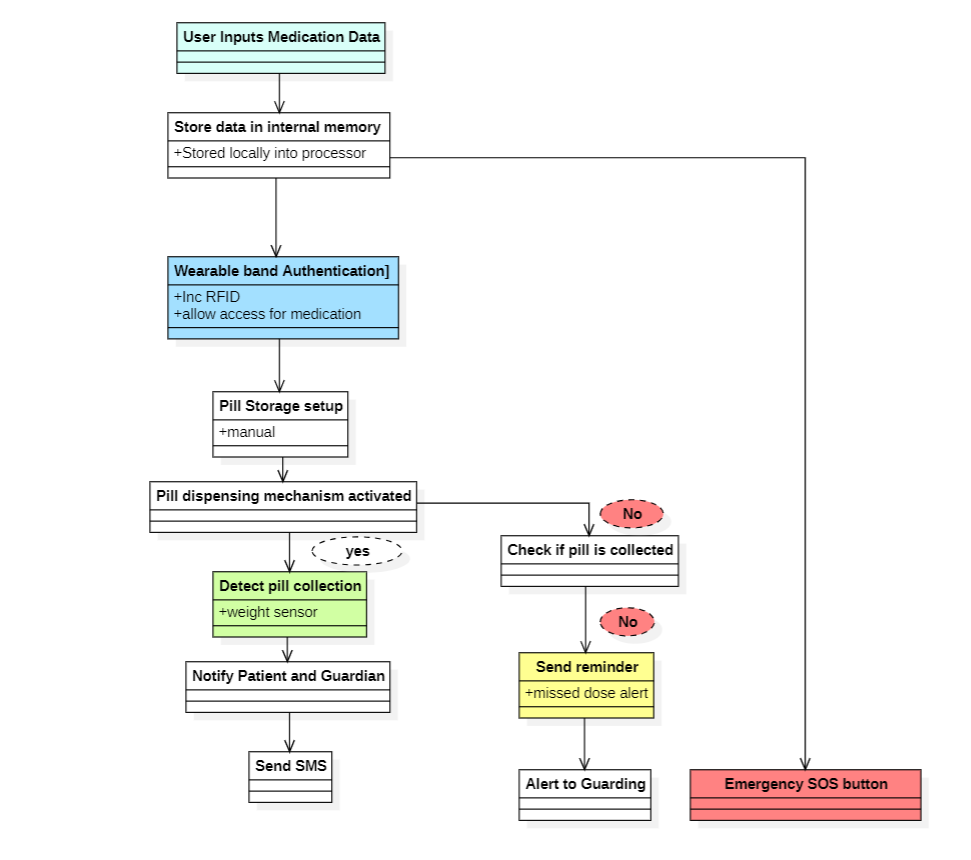 User Inputs Medication Data
Store data in internal memory
+Stored locally into processor
Wearable band Authentication]
+Inc RFID
+allow access for medication
Pill Storage setup
+manual
Pill dispensing mechanism activated
No
yes
Check if pill is collected
Detect pill collection
+weight sensor
No
Notify Patient and Guardian
Send reminder
+missed dose alert
Send SMS
Alert to Guarding
Emergency SOS button